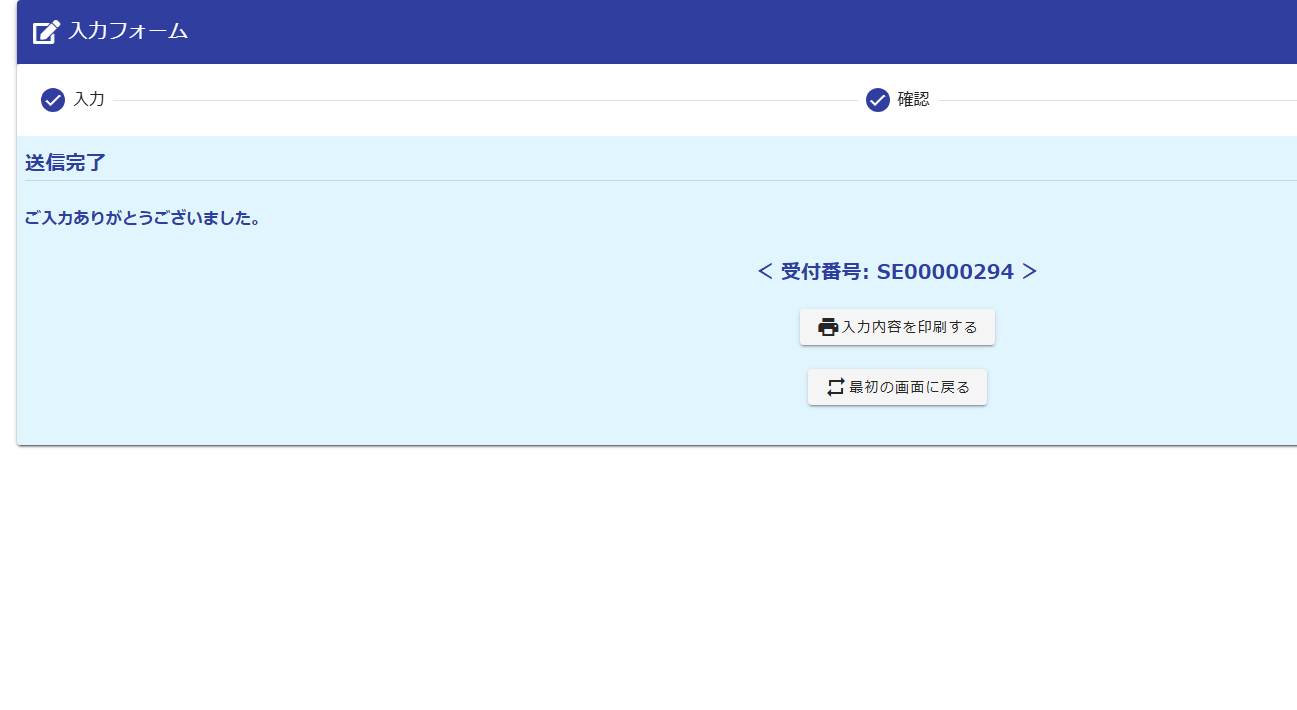 入力フォーム
入力
確認
送信完了
ご入力ありがとうございました。
< 受付番号: SE00000294 >
入力内容を印刷する
最初の画面に戻る